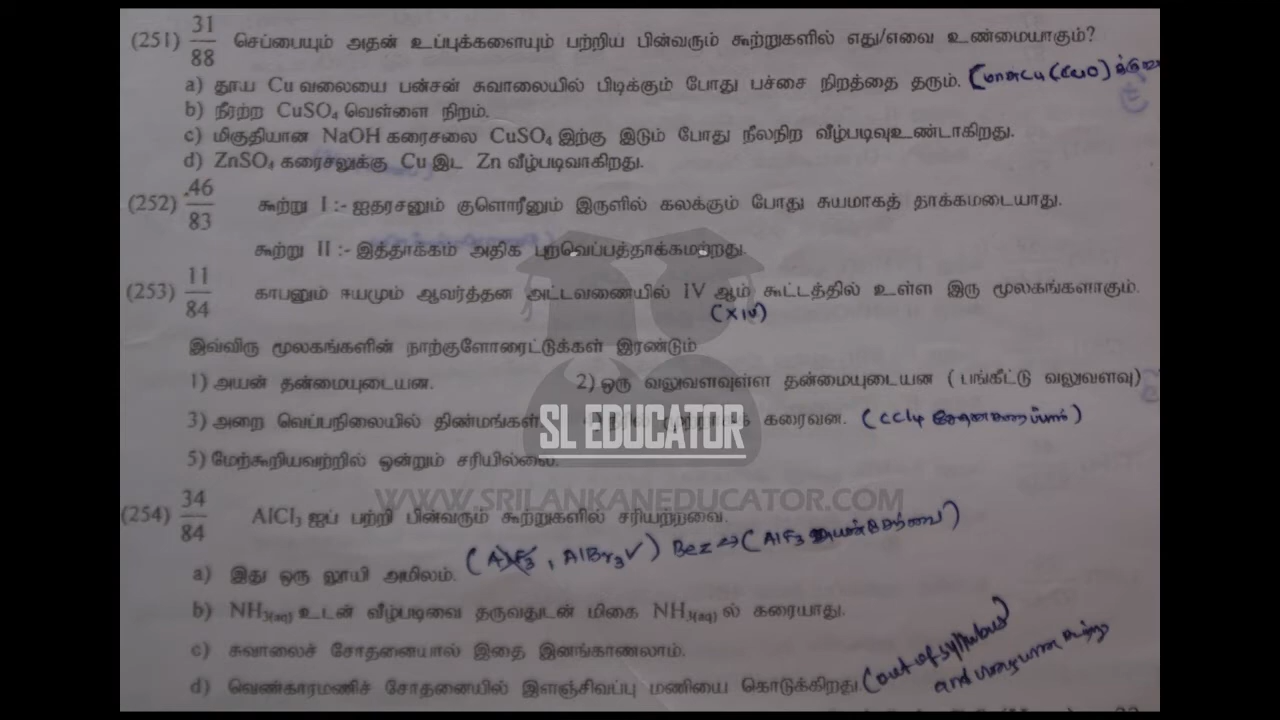 (251) 31/88 செப்பையும் அதன் உப்புக்களையும் பற்றிய பின்வரும் கூற்றுகளில் எது/எவை உண்மையாகும்?
a) தூய Cu வலையை பன்சன் சுவாலையில் பிடிக்கும் போது பச்சை நிறத்தை தரும்.
b) நீரற்ற CuSO4 வெள்ளை நிறம்.
c) மிகுதியான NaOH கரைசலை CuSO4 இற்கு இடும் போது நீலநிற வீழ்படிவுஉண்டாகிறது.
d) ZnSO4 கரைசலுக்கு Cu இட Zn வீழ்படிவாகிறது.
(252) 46/83 கூற்று I :- ஐதரசனும் குளொரீனும் இருளில் கலக்கும் போது சுயமாகத் தாக்கமடையாது.
கூற்று II :- இத்தாக்கம் அதிக புறவெப்பத்தாக்கமற்றது.
(253) 11/84 காபனும் ஈயமும் ஆவர்த்தன அட்டவணையில் IV ஆம் கூட்டத்தில் உள்ள இரு மூலகங்களாகும்.
(XIV)
இவ்விரு மூலகங்களின் நாற்குளோரைட்டுக்கள் இரண்டும்
1) அயன் தன்மையுடையன. 2) ஒரு வலுவளவுள்ள தன்மையுடையன ( பங்கீட்டு வலுவளவு)
3) அறை வெப்பநிலையில் திண்மங்கள். கரைவன. (CCl4
SL EDUCATOR
5) மேற்கூறியவற்றில் ஒன்றும் சரியில்லை.
WWW.SRILANKANEDUCATOR.COM
(254) 34/84 AlCl3 ஐப் பற்றி பின்வரும் கூற்றுகளில் சரியற்றவை.
a) இது ஒரு லூயி அமிலம். (AlF3, AlBr3 ✓) Bez → (AlF3
b) NH3(aq) உடன் வீழ்படிவை தருவதுடன் மிகை NH3(aq) ல் கரையாது.
c) சுவாலைச் சோதனையால் இதை இனங்காணலாம்.
d) வெண்காரமணிச் சோதனையில் இளஞ்சிவப்பு மணியை கொடுக்கிறது. (out of syllabus
and